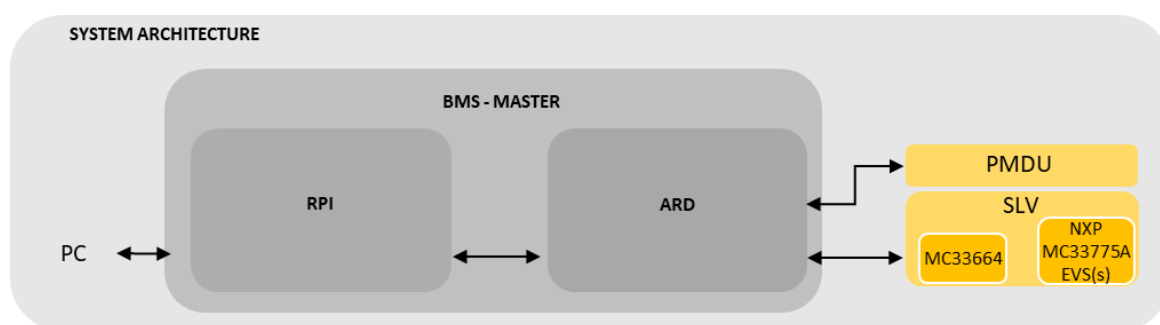 SYSTEM ARCHITECTURE
BMS - MASTER
RPI
ARD
PC
PMDU
SLV
MC33664
NXP
MC33775A
EVS(s)